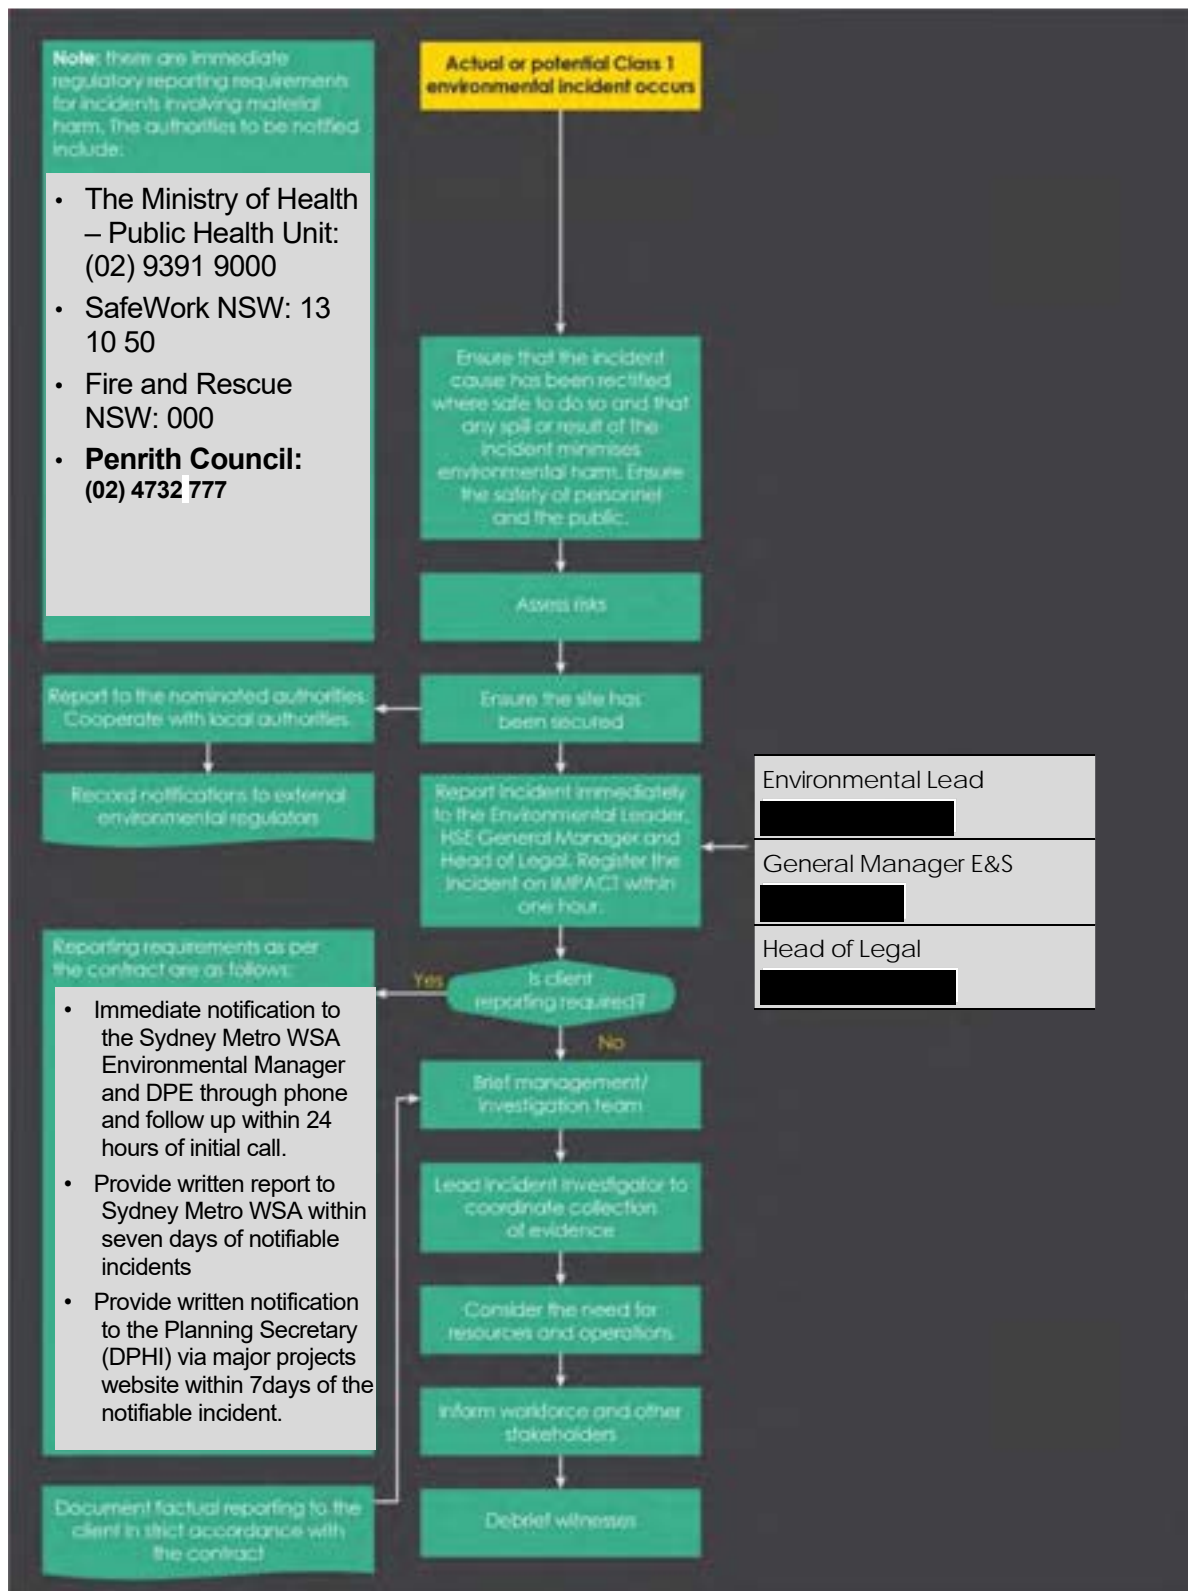 Note: there are immediate
regulatory reporting requirements
for incidents involving material
harm. The authorities to be notified
include:
• The Ministry of Health
– Public Health Unit:
(02) 9391 9000
• SafeWork NSW: 13
10 50
• Fire and Rescue
NSW: 000
• Penrith Council:
(02) 4732 777
Actual or potential Class 1
environmental incident occurs
Ensure that the incident
cause has been rectified
where safe to do so and that
any spill or result of the
incident minimises
environmental harm. Ensure
the safety of personnel
and the public.
Assess risks
Ensure the site has
been secured
Report to the nominated authorities.
Cooperate with local authorities
Record notifications to external
environmental regulators
Report incident immediately
to the Environmental Leader,
HSE General Manager and
Head of Legal. Register the
incident on IMPACT within
one hour.
Environmental Lead
General Manager E&S
Head of Legal
Is client
reporting required?
Yes
No
Reporting requirements as per
the contract are as follows:
• Immediate notification to
the Sydney Metro WSA
Environmental Manager
and DPE through phone
and follow up within 24
hours of initial call.
• Provide written report to
Sydney Metro WSA within
seven days of notifiable
incidents
• Provide written notification
to the Planning Secretary
(DPHI) via major projects
website within 7days of the
notifiable incident.
Document factual reporting to the
client in strict accordance with
the contract
Brief management/
investigation team
Lead incident investigator to
coordinate collection
of evidence
Consider the need for
resources and operations
Inform workforce and other
stakeholders
Debrief witnesses